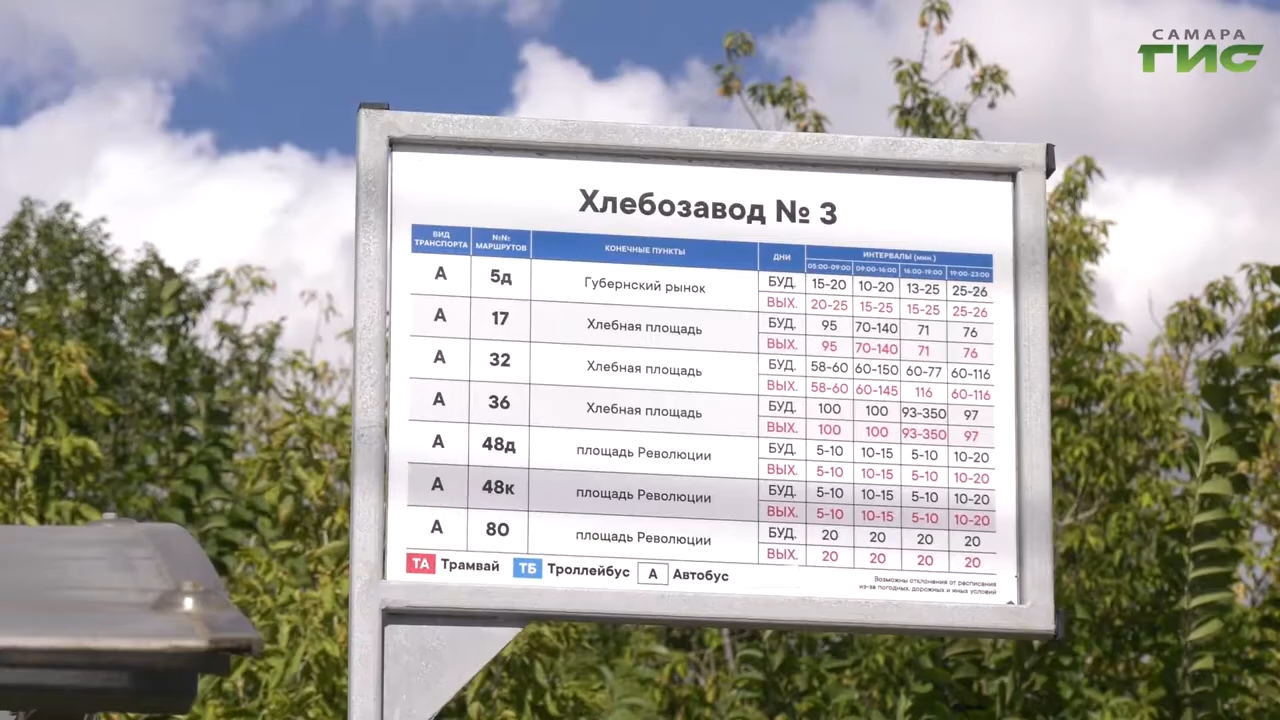 САМАРА
ГИС
Хлебозавод № 3
ВИД ТРАНСПОРТА №№ МАРШРУТОВ КОНЕЧНЫЕ ПУНКТЫ ДНИ ИНТЕРВАЛЫ (мин.)
05:00-09:00 09:00-16:00 16:00-19:00 19:00-23:00
А 5д Губернский рынок БУД. 15-20 10-20 13-25 25-26
ВЫХ. 20-25 15-25 15-25 25-26
А 17 Хлебная площадь БУД. 95 70-140 71 76
ВЫХ. 95 70-140 71 76
А 32 Хлебная площадь БУД. 58-60 60-150 60-77 60-116
ВЫХ. 58-60 60-145 116 60-116
А 36 Хлебная площадь БУД. 100 100 93-350 97
ВЫХ. 100 100 93-350 97
А 48д площадь Революции БУД. 5-10 10-15 5-10 10-20
ВЫХ. 5-10 10-15 5-10 10-20
А 48к площадь Революции БУД. 5-10 10-15 5-10 10-20
ВЫХ. 5-10 10-15 5-10 10-20
А 80 площадь Революции БУД. 20 20 20 20
ВЫХ. 20 20 20 20
ТА Трамвай ТБ Троллейбус А Автобус
Возможны отклонения от расписания
из-за погодных, дорожных и иных условий